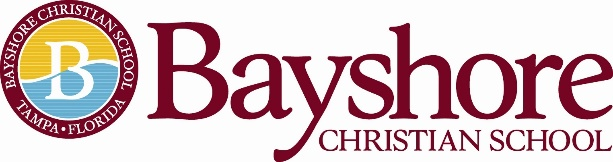 BAYSHORE CHRISTIAN SCHOOL
B
TAMPA • FLORIDA
Bayshore
CHRISTIAN SCHOOL